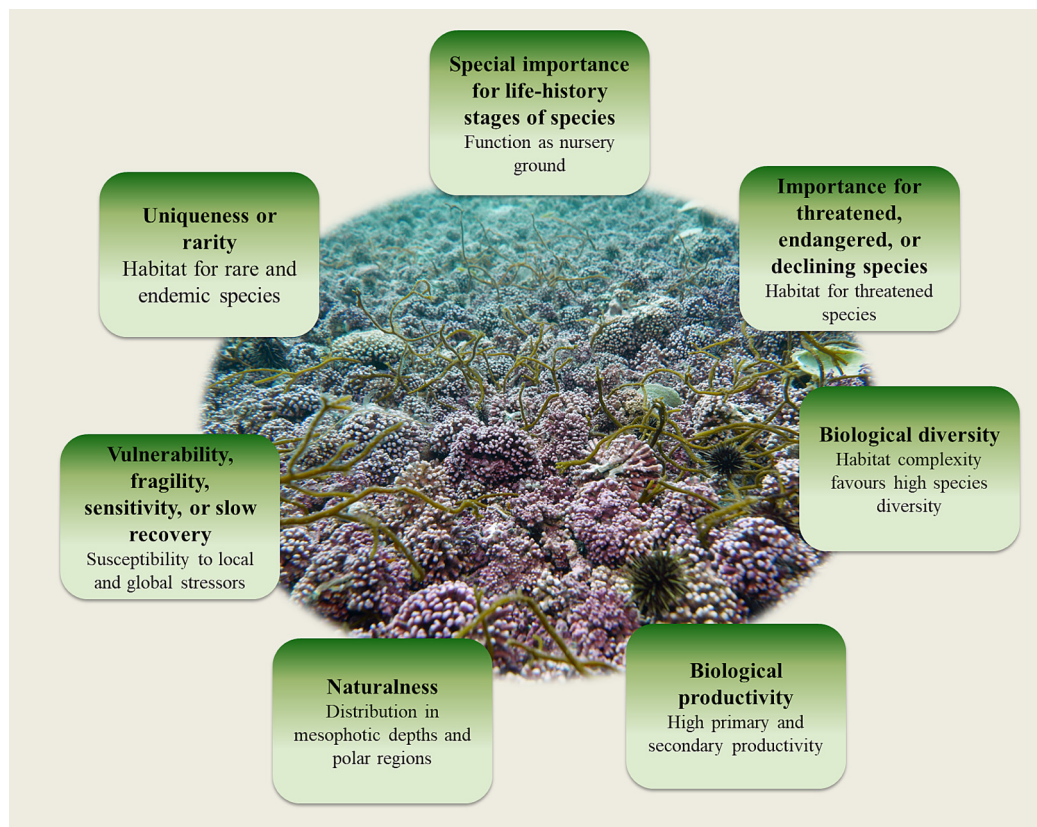 Special importance
for life-history
stages of species
Function as nursery
ground
Importance for
threatened,
endangered, or
declining species
Habitat for threatened
species
Biological diversity
Habitat complexity
favours high species
diversity
Biological
productivity
High primary and
secondary productivity
Naturalness
Distribution in
mesophotic depths and
polar regions
Vulnerability,
fragility,
sensitivity, or slow
recovery
Susceptibility to local
and global stressors
Uniqueness or
rarity
Habitat for rare and
endemic species